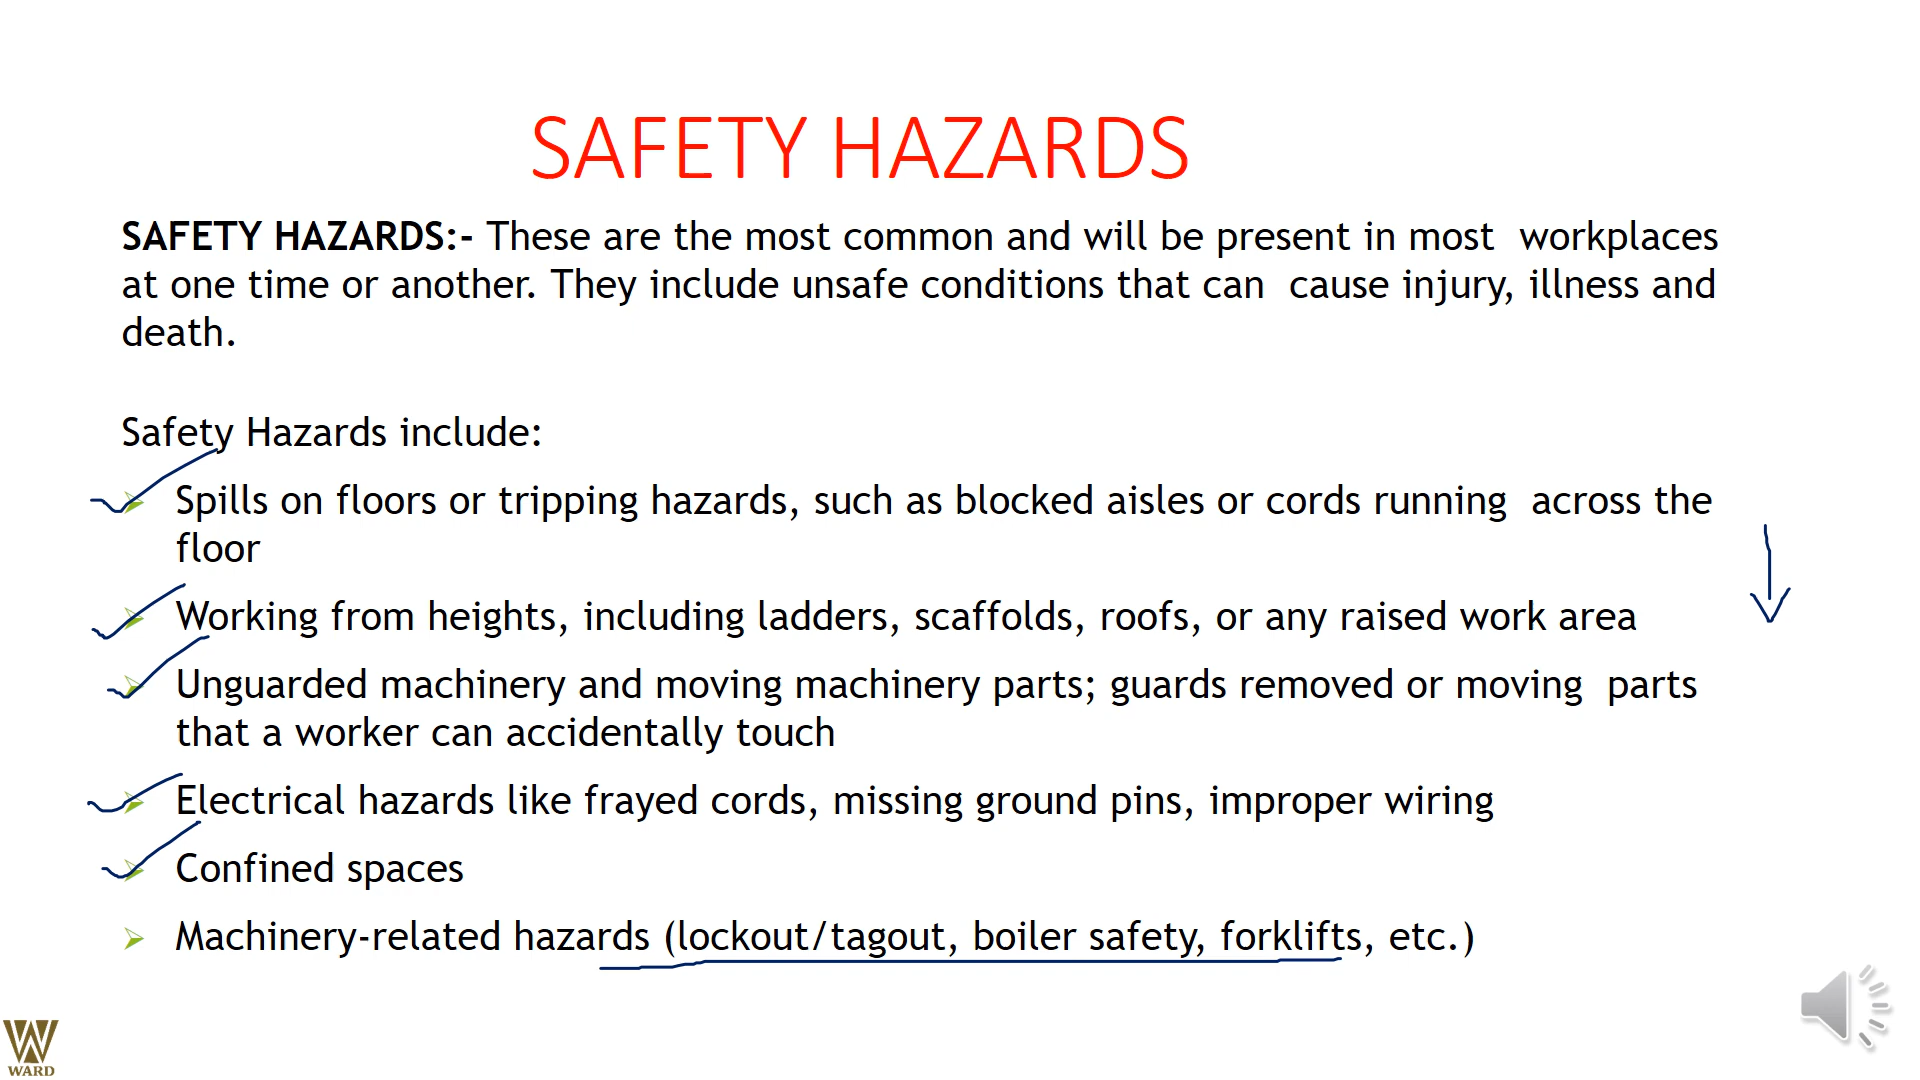 SAFETY HAZARDS
SAFETY HAZARDS:- These are the most common and will be present in most workplaces
at one time or another. They include unsafe conditions that can cause injury, illness and
death.
Safety Hazards include:
Spills on floors or tripping hazards, such as blocked aisles or cords running across the
floor
Working from heights, including ladders, scaffolds, roofs, or any raised work area
Unguarded machinery and moving machinery parts; guards removed or moving parts
that a worker can accidentally touch
Electrical hazards like frayed cords, missing ground pins, improper wiring
Confined spaces
Machinery-related hazards (lockout/tagout, boiler safety, forklifts, etc.)
WARD